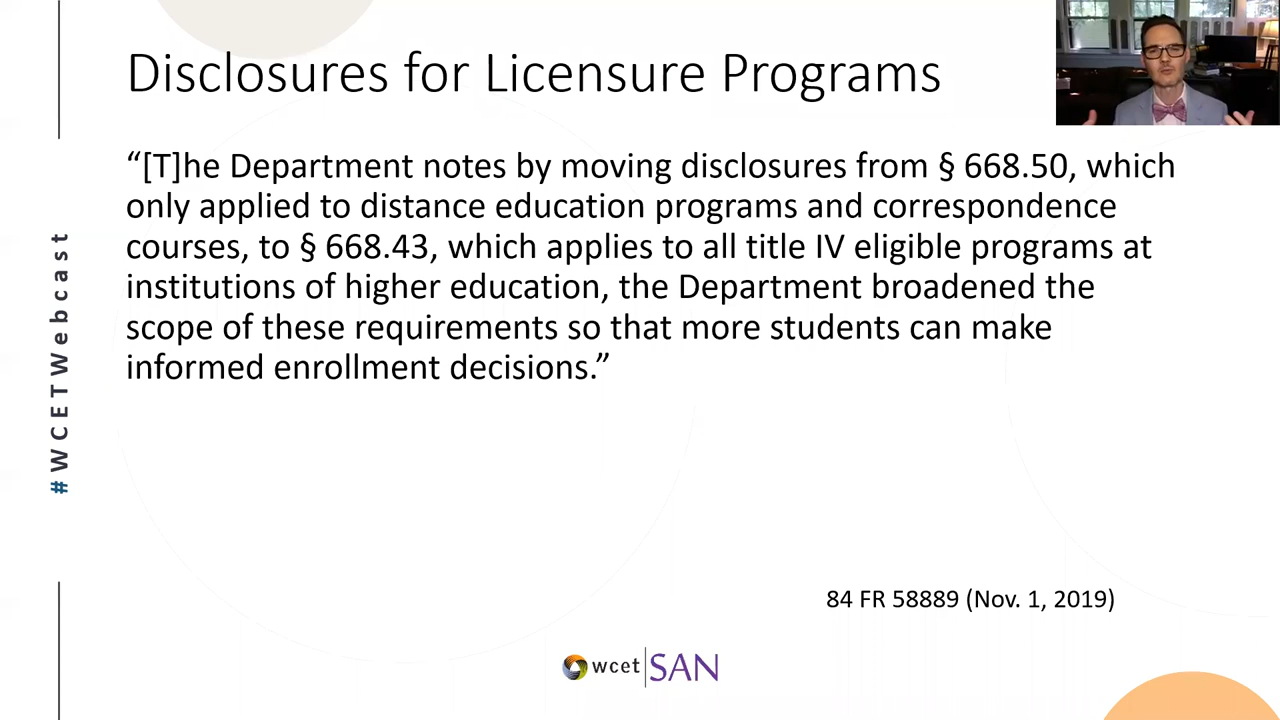 Disclosures for Licensure Programs
“[T]he Department notes by moving disclosures from § 668.50, which
only applied to distance education programs and correspondence
courses, to § 668.43, which applies to all title IV eligible programs at
institutions of higher education, the Department broadened the
scope of these requirements so that more students can make
informed enrollment decisions.”
#WCETWebcast
84 FR 58889 (Nov. 1, 2019)
wcet|SAN